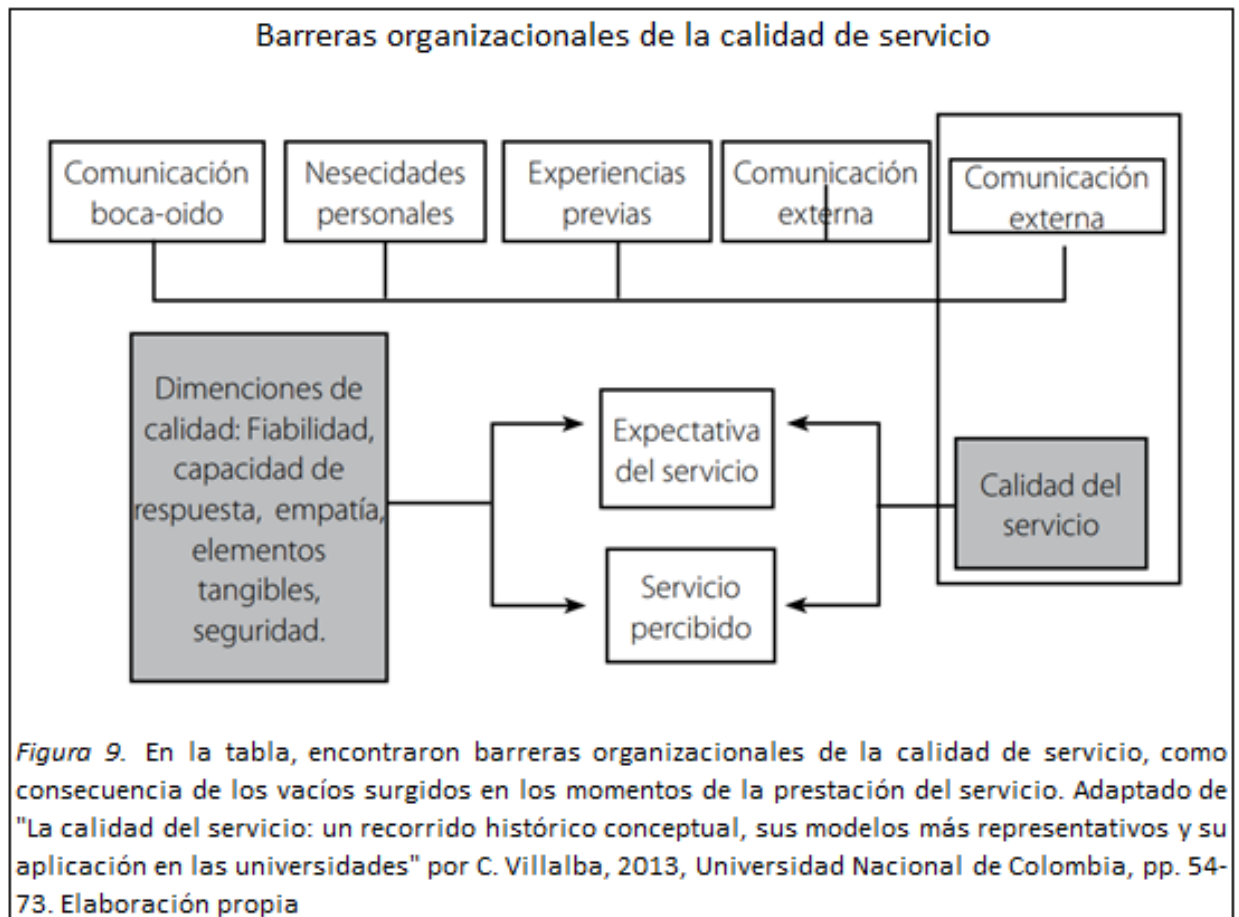 Barreras organizacionales de la calidad de servicio
Comunicación
boca-oido
Nesecidades
personales
Experiencias
previas
Comunicación
externa
Comunicación
externa
Dimenciones de
calidad: Fiabilidad,
capacidad de
respuesta, empatía,
elementos
tangibles,
seguridad.
Expectativa
del servicio
Servicio
percibido
Calidad del
servicio
Figura 9. En la tabla, encontraron barreras organizacionales de la calidad de servicio, como
consecuencia de los vacíos surgidos en los momentos de la prestación del servicio. Adaptado de
"La calidad del servicio: un recorrido histórico conceptual, sus modelos más representativos y su
aplicación en las universidades" por C. Villalba, 2013, Universidad Nacional de Colombia, pp. 54-
73. Elaboración propia